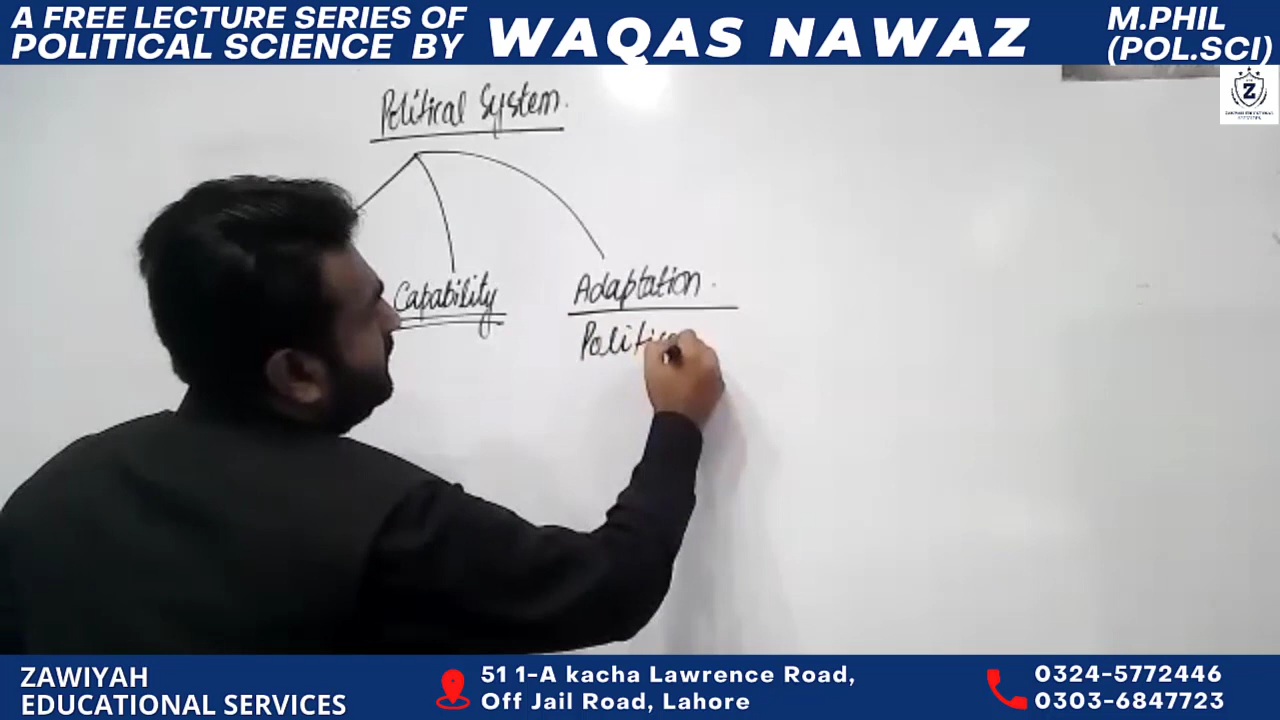 A FREE LECTURE SERIES OF
POLITICAL SCIENCE BY
WAQAS NAWAZ
M.PHIL
(POL.SCI)
Z
Political System.
Capability
Adaptation.
ZAWIYAH
EDUCATIONAL SERVICES
51 1-A kacha Lawrence Road,
Off Jail Road, Lahore
0324-5772446
0303-6847723